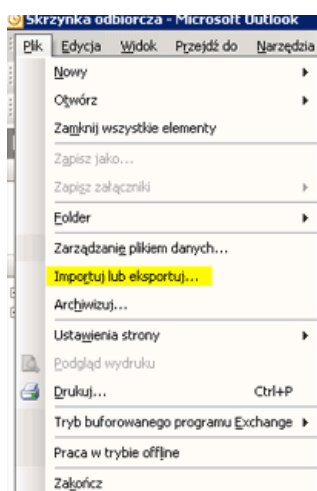 Skrzynka odbiorcza - Microsoft Outlook
Plik Edycja Widok Przejdź do Narzędzia
Nowy
Otwórz
Zamknij wszystkie elementy
Zapisz jako...
Zapisz załączniki
Folder
Zarządzanie plikiem danych...
Importuj lub eksportuj...
Archiwizuj...
Ustawienia strony
Podgląd wydruku
Drukuj... Ctrl+P
Tryb buforowanego programu Exchange
Praca w trybie offline
Zakończ